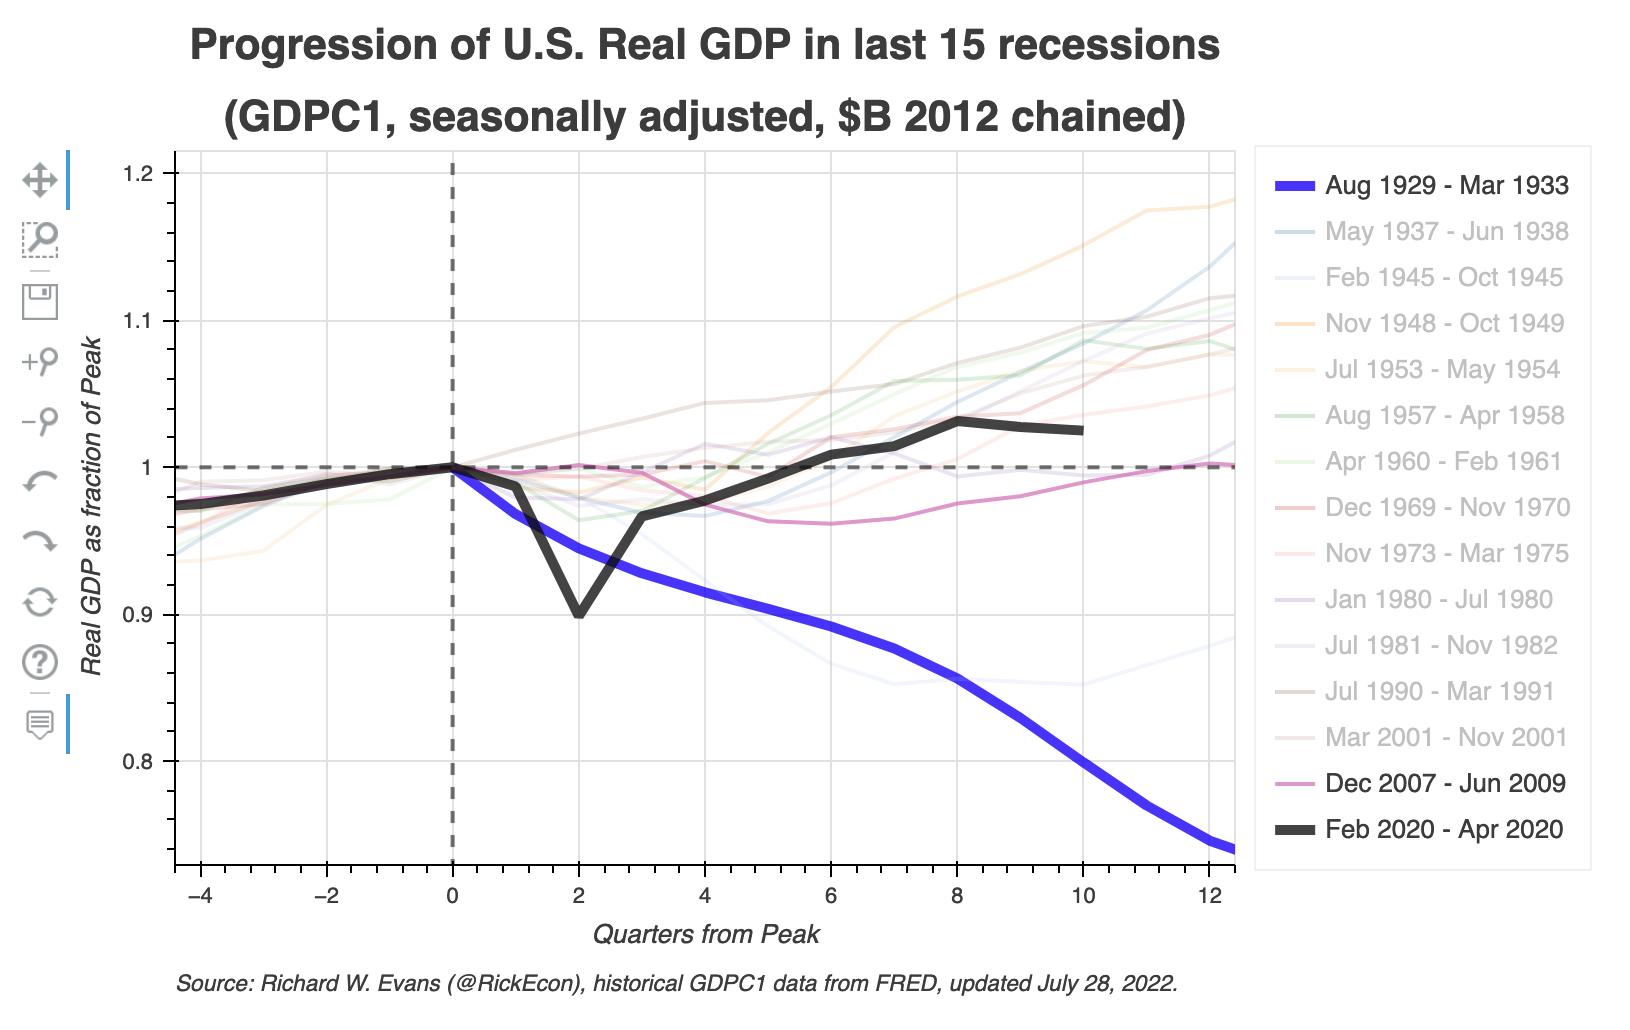 Progression of U.S. Real GDP in last 15 recessions
(GDPC1, seasonally adjusted, $B 2012 chained)
Real GDP as fraction of Peak
1.2
1.1
1
0.9
0.8
−4
−2
0
2
4
6
8
10
12
Quarters from Peak
Aug 1929 - Mar 1933
May 1937 - Jun 1938
Feb 1945 - Oct 1945
Nov 1948 - Oct 1949
Jul 1953 - May 1954
Aug 1957 - Apr 1958
Apr 1960 - Feb 1961
Dec 1969 - Nov 1970
Nov 1973 - Mar 1975
Jan 1980 - Jul 1980
Jul 1981 - Nov 1982
Jul 1990 - Mar 1991
Mar 2001 - Nov 2001
Dec 2007 - Jun 2009
Feb 2020 - Apr 2020
Source: Richard W. Evans (@RickEcon), historical GDPC1 data from FRED, updated July 28, 2022.